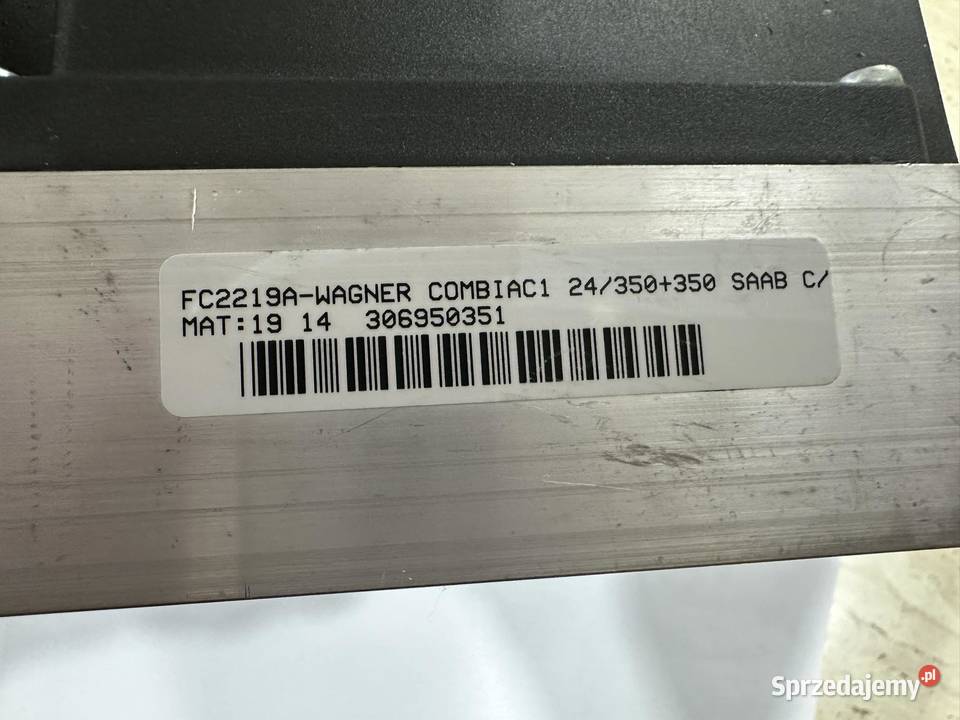 FC2219A-WAGNER COMBIAC1 24/350+350 SAAB C/
MAT:19 14 306950351
Sprzedajemy.pl